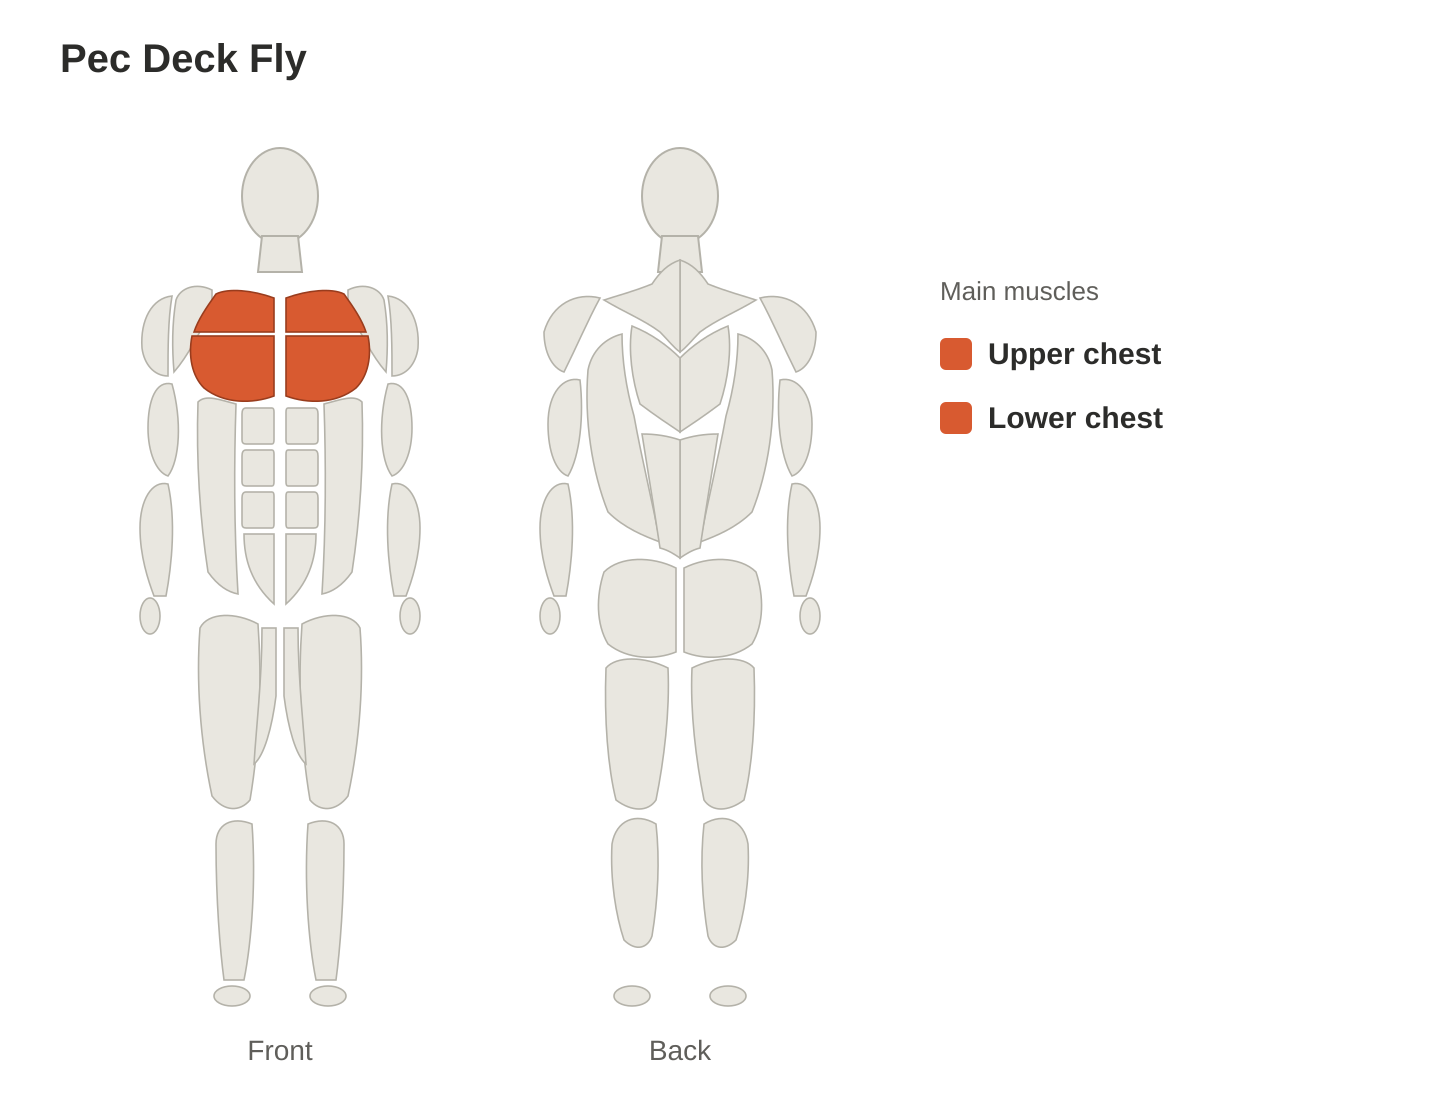 Pec Deck Fly
Main muscles
Upper chest
Lower chest
Front
Back